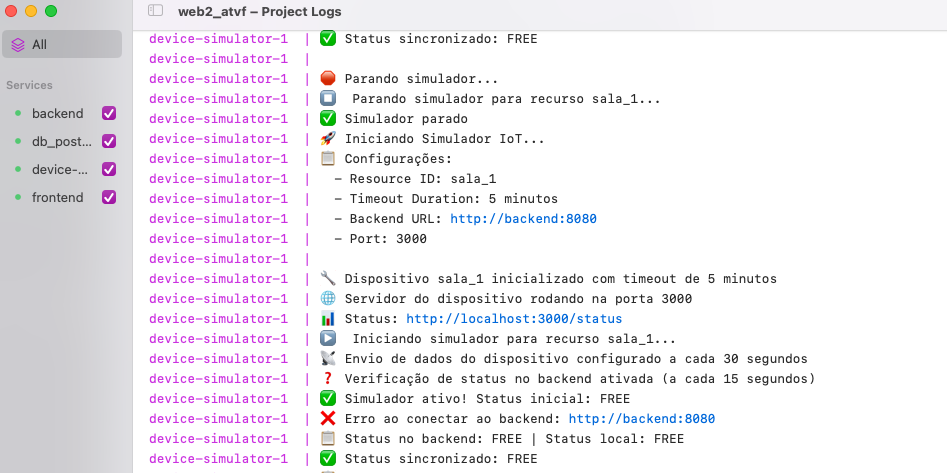 web2_atvf – Project Logs
All
Services
backend
db_post...
device-...
frontend
device-simulator-1 | ✅ Status sincronizado: FREE
device-simulator-1 |
device-simulator-1 | 🛑 Parando simulador...
device-simulator-1 | ⏹️ Parando simulador para recurso sala_1...
device-simulator-1 | ✅ Simulador parado
device-simulator-1 | 🚀 Iniciando Simulador IoT...
device-simulator-1 | 📋 Configurações:
device-simulator-1 | - Resource ID: sala_1
device-simulator-1 | - Timeout Duration: 5 minutos
device-simulator-1 | - Backend URL: http://backend:8080
device-simulator-1 | - Port: 3000
device-simulator-1 |
device-simulator-1 | 🔧 Dispositivo sala_1 inicializado com timeout de 5 minutos
device-simulator-1 | 🌐 Servidor do dispositivo rodando na porta 3000
device-simulator-1 | 📊 Status: http://localhost:3000/status
device-simulator-1 | ▶️ Iniciando simulador para recurso sala_1...
device-simulator-1 | 📡 Envio de dados do dispositivo configurado a cada 30 segundos
device-simulator-1 | ❓ Verificação de status no backend ativada (a cada 15 segundos)
device-simulator-1 | ✅ Simulador ativo! Status inicial: FREE
device-simulator-1 | ❌ Erro ao conectar ao backend: http://backend:8080
device-simulator-1 | 📋 Status no backend: FREE | Status local: FREE
device-simulator-1 | ✅ Status sincronizado: FREE